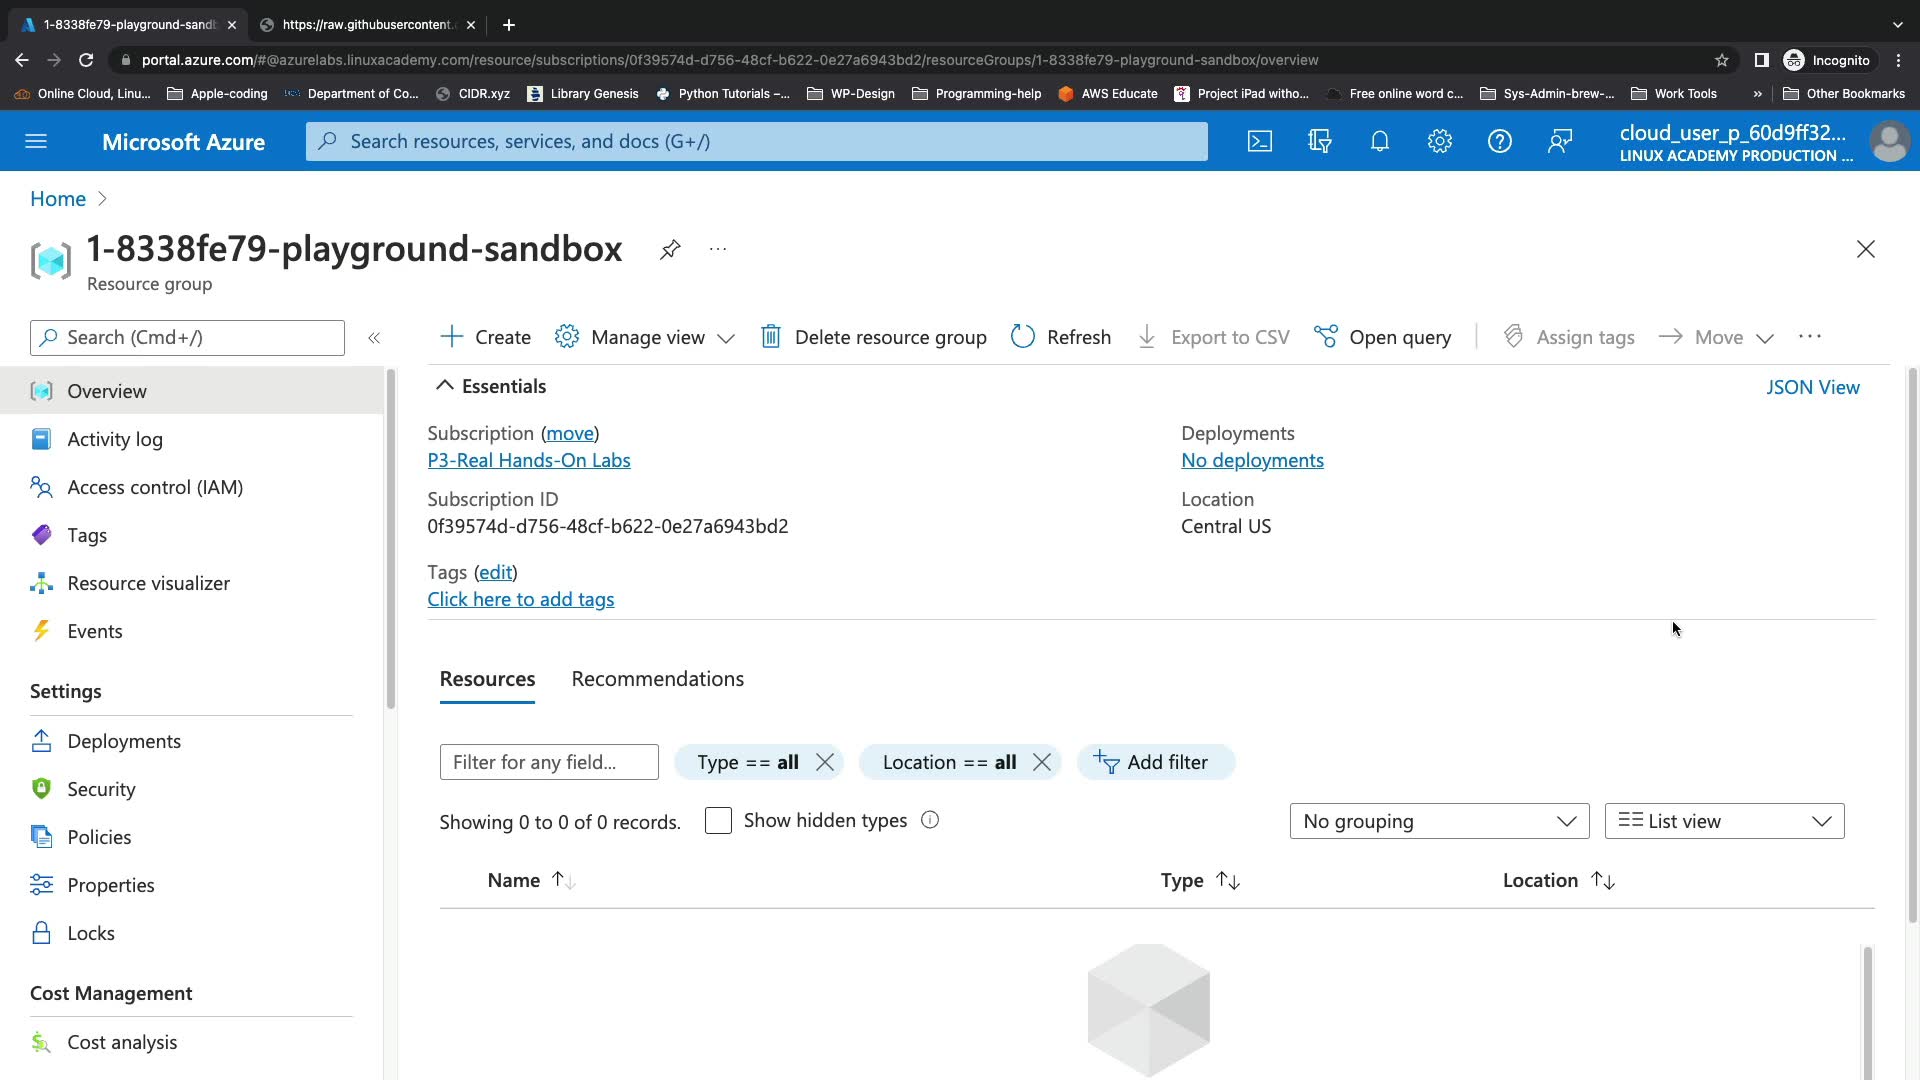 1-8338fe79-playground-sandb
https://raw.githubusercontent.c
portal.azure.com/#@azurelabs.linuxacademy.com/resource/subscriptions/0f39574d-d756-48cf-b622-0e27a6943bd2/resourceGroups/1-8338fe79-playground-sandbox/overview
Incognito
Online Cloud, Linu...
Apple-coding
Department of Co...
CIDR.xyz
Library Genesis
Python Tutorials –...
WP-Design
Programming-help
AWS Educate
Project iPad witho...
Free online word c...
Sys-Admin-brew-...
Work Tools
»
Other Bookmarks
Microsoft Azure
Search resources, services, and docs (G+/)
cloud_user_p_60d9ff32...
LINUX ACADEMY PRODUCTION ...
Home >
1-8338fe79-playground-sandbox
...
Resource group
Search (Cmd+/)
«
Create
Manage view
Delete resource group
Refresh
Export to CSV
Open query
Assign tags
Move
...
Overview
Activity log
Access control (IAM)
Tags
Resource visualizer
Events
Settings
Deployments
Security
Policies
Properties
Locks
Cost Management
Cost analysis
Essentials
JSON View
Subscription (move)
P3-Real Hands-On Labs
Subscription ID
0f39574d-d756-48cf-b622-0e27a6943bd2
Deployments
No deployments
Location
Central US
Tags (edit)
Click here to add tags
Resources
Recommendations
Filter for any field...
Type == all
Location == all
Add filter
Showing 0 to 0 of 0 records.
Show hidden types
No grouping
List view
Name
Type
Location